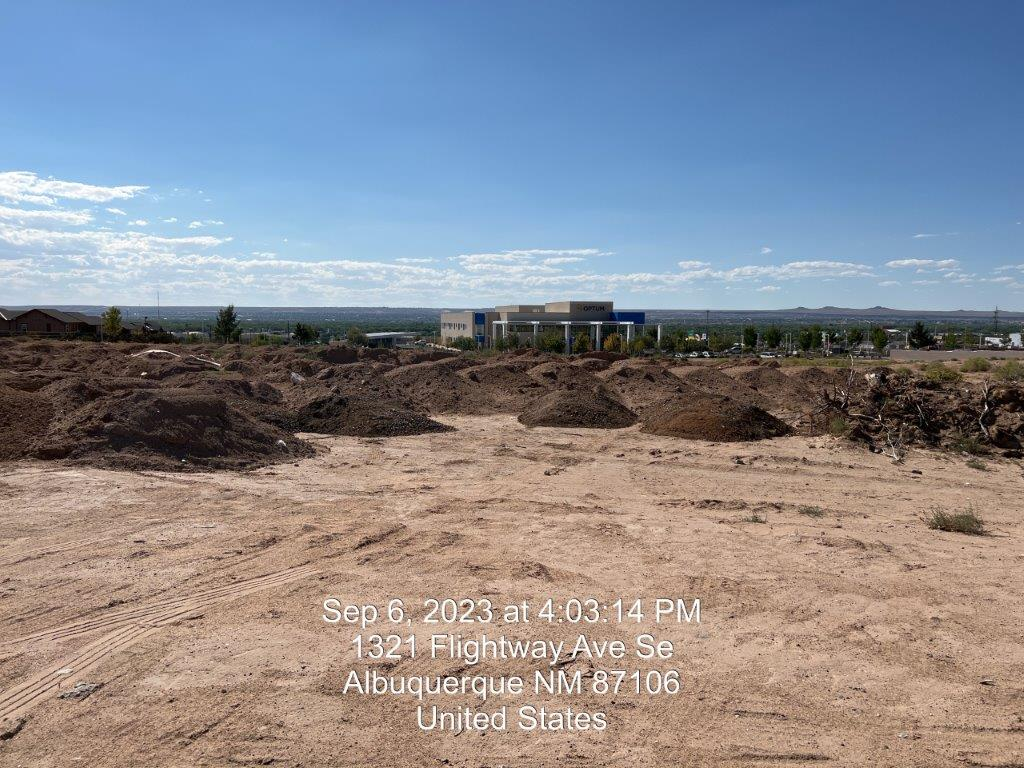 OPTUM
Sep 6, 2023 at 4:03:14 PM
1321 Flightway Ave Se
Albuquerque NM 87106
United States